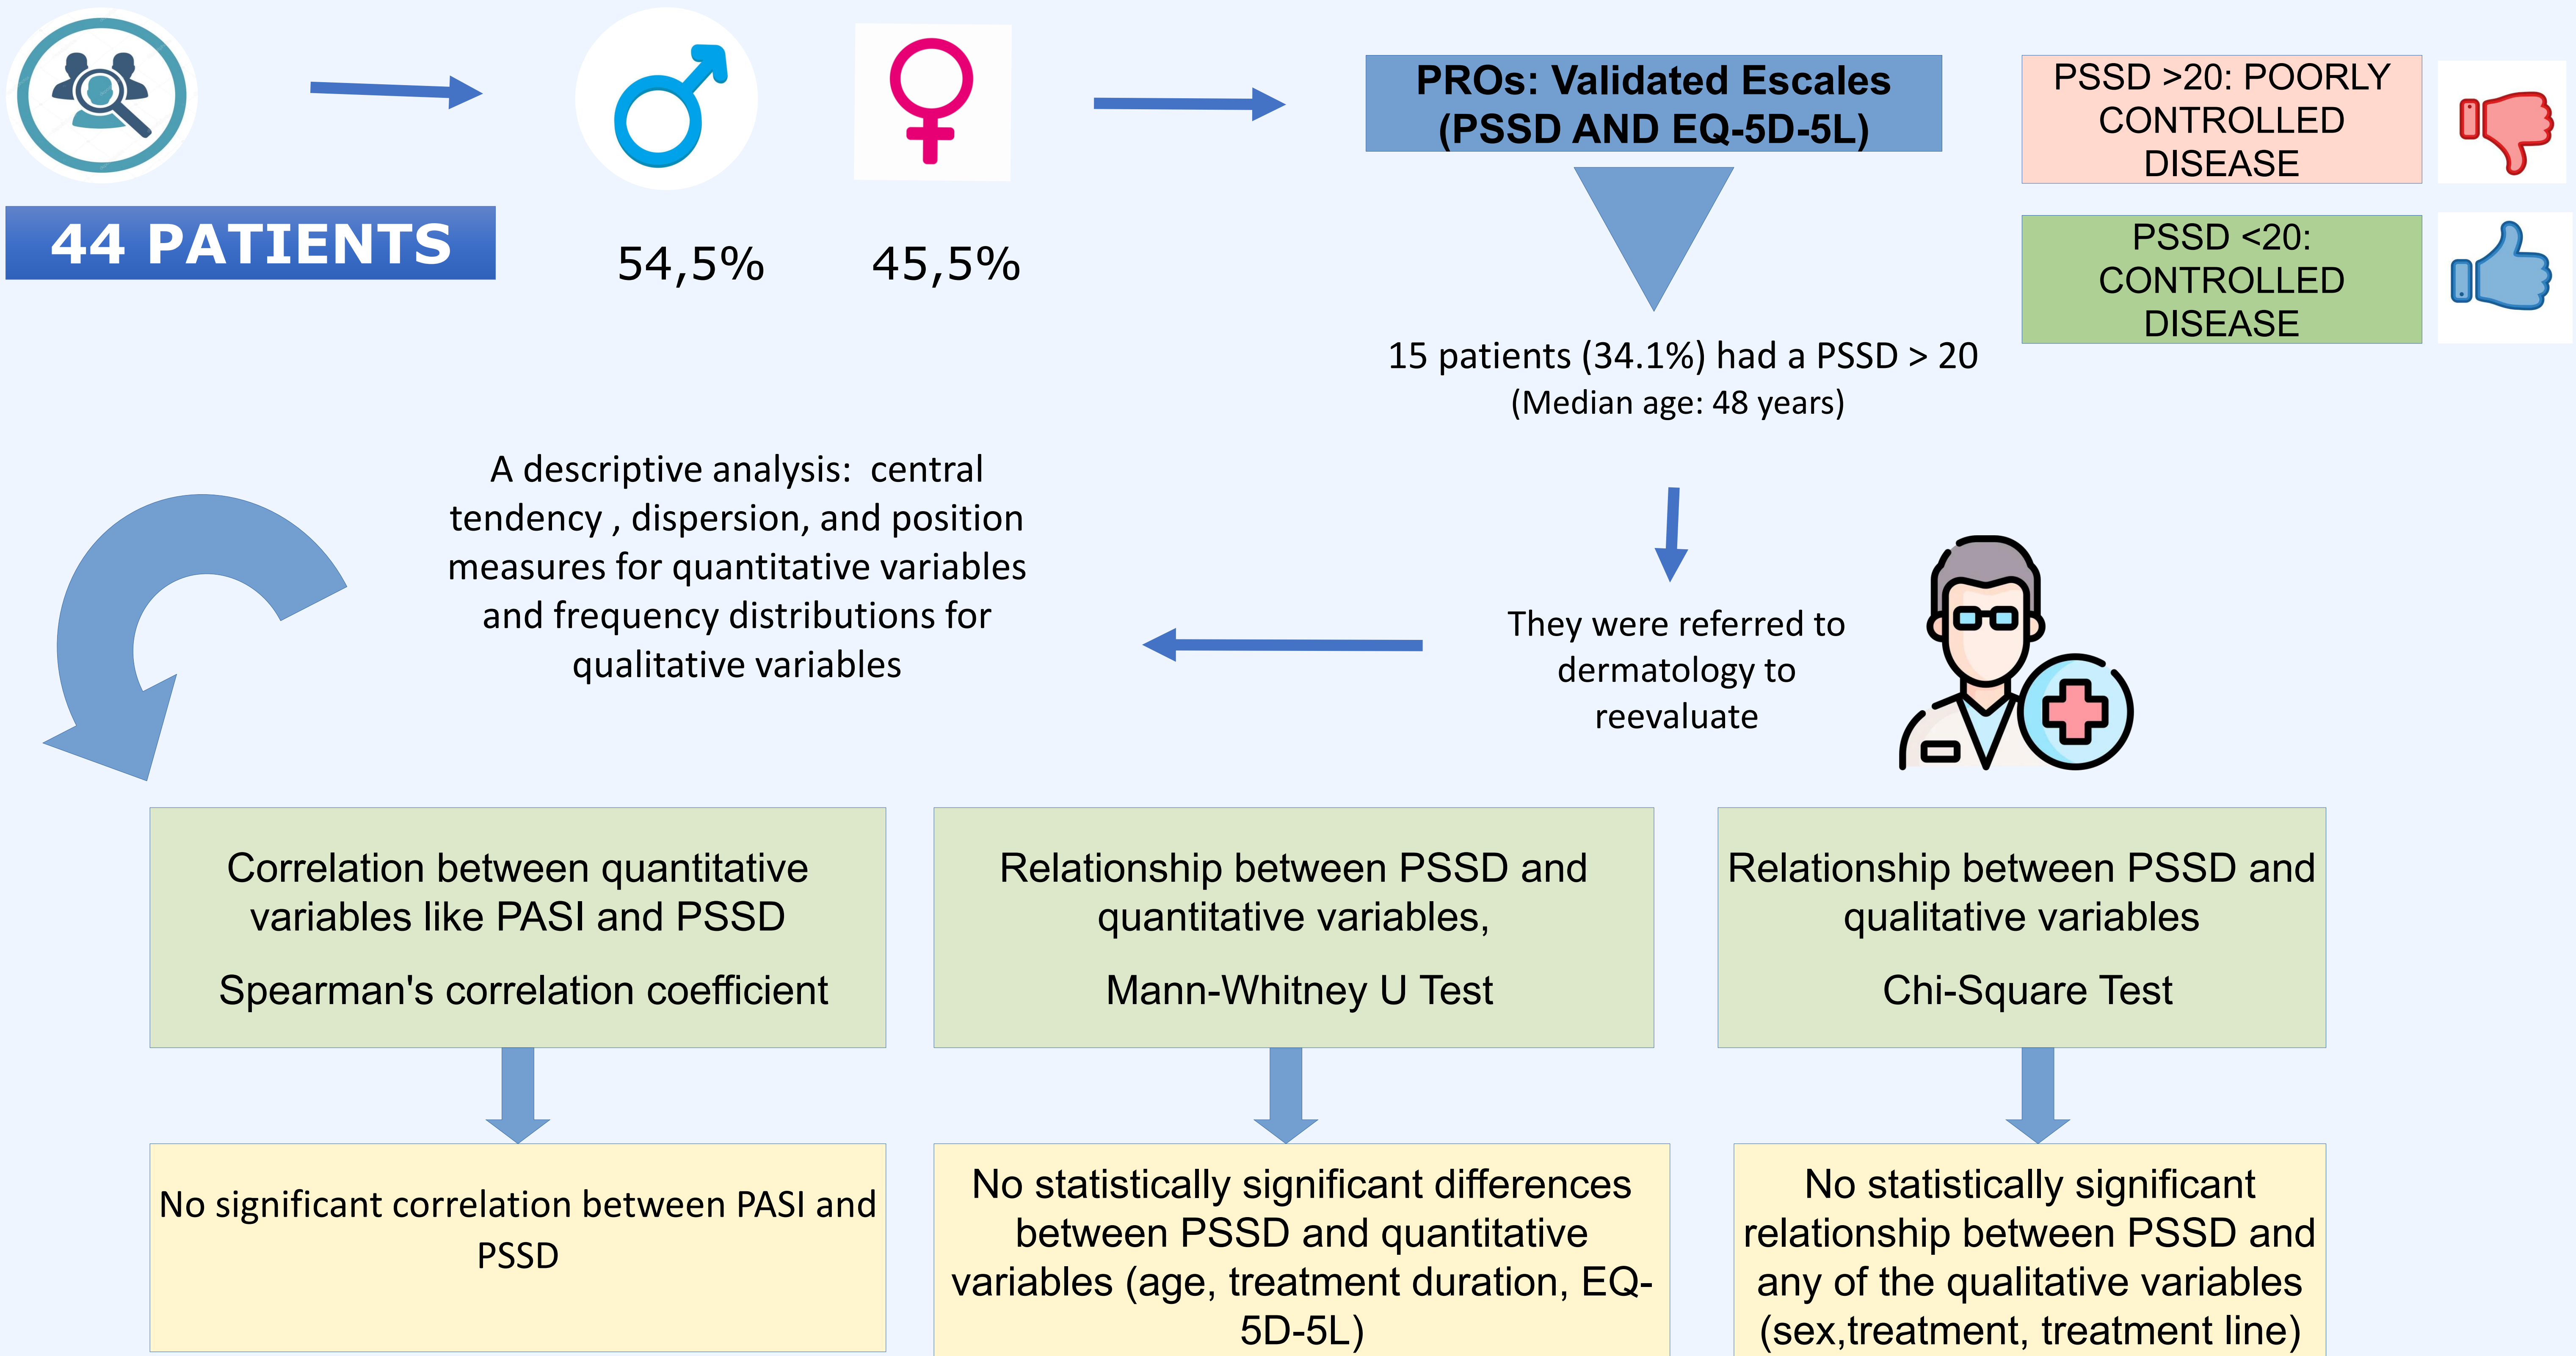 44 PATIENTS
54,5%
45,5%
PROs: Validated Escales
(PSSD AND EQ-5D-5L)
PSSD >20: POORLY
CONTROLLED
DISEASE
PSSD <20:
CONTROLLED
DISEASE
15 patients (34.1%) had a PSSD > 20
(Median age: 48 years)
They were referred to
dermatology to
reevaluate
A descriptive analysis:  central
tendency , dispersion, and position
measures for quantitative variables
and frequency distributions for
qualitative variables
Correlation between quantitative
variables like PASI and PSSD
Spearman's correlation coefficient
Relationship between PSSD and
quantitative variables,
Mann-Whitney U Test
Relationship between PSSD and
qualitative variables
Chi-Square Test
No significant correlation between PASI and
PSSD
No statistically significant differences
between PSSD and quantitative
variables (age, treatment duration, EQ-
5D-5L)
No statistically significant
relationship between PSSD and
any of the qualitative variables
(sex,treatment, treatment line)